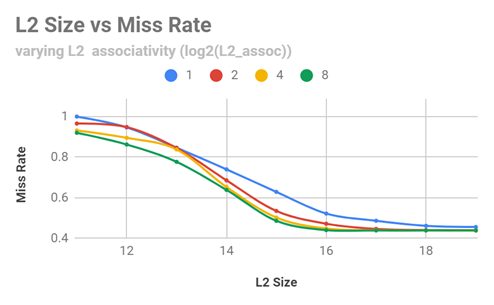 L2 Size vs Miss Rate
varying L2  associativity (log2(L2_assoc))
1 2 4 8
Miss Rate
1
0.8
0.6
0.4
12 14 16 18
L2 Size